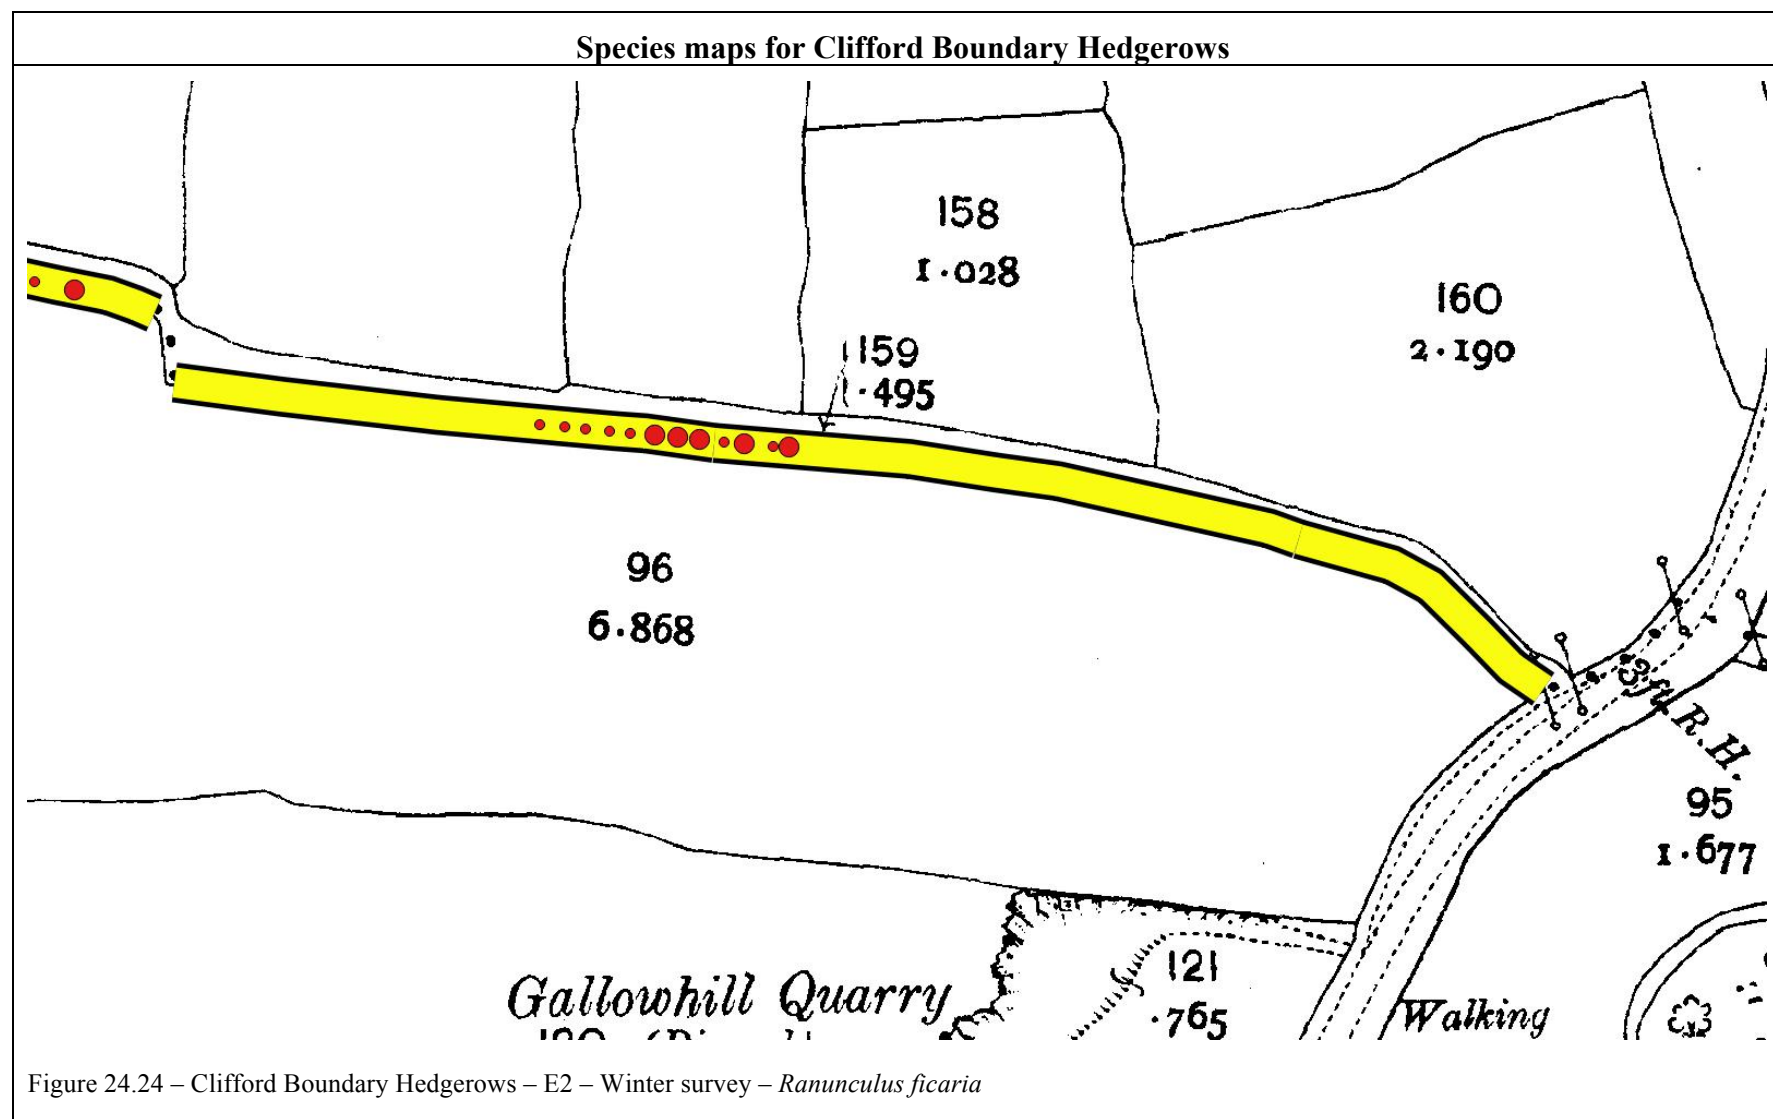 Species maps for Clifford Boundary Hedgerows
158
1.028
160
2.190
159
.495
96
6.868
3ft. R.H.
95
1.677
121
.765
Gallowhill Quarry
Walking
Figure 24.24 – Clifford Boundary Hedgerows – E2 – Winter survey – Ranunculus ficaria